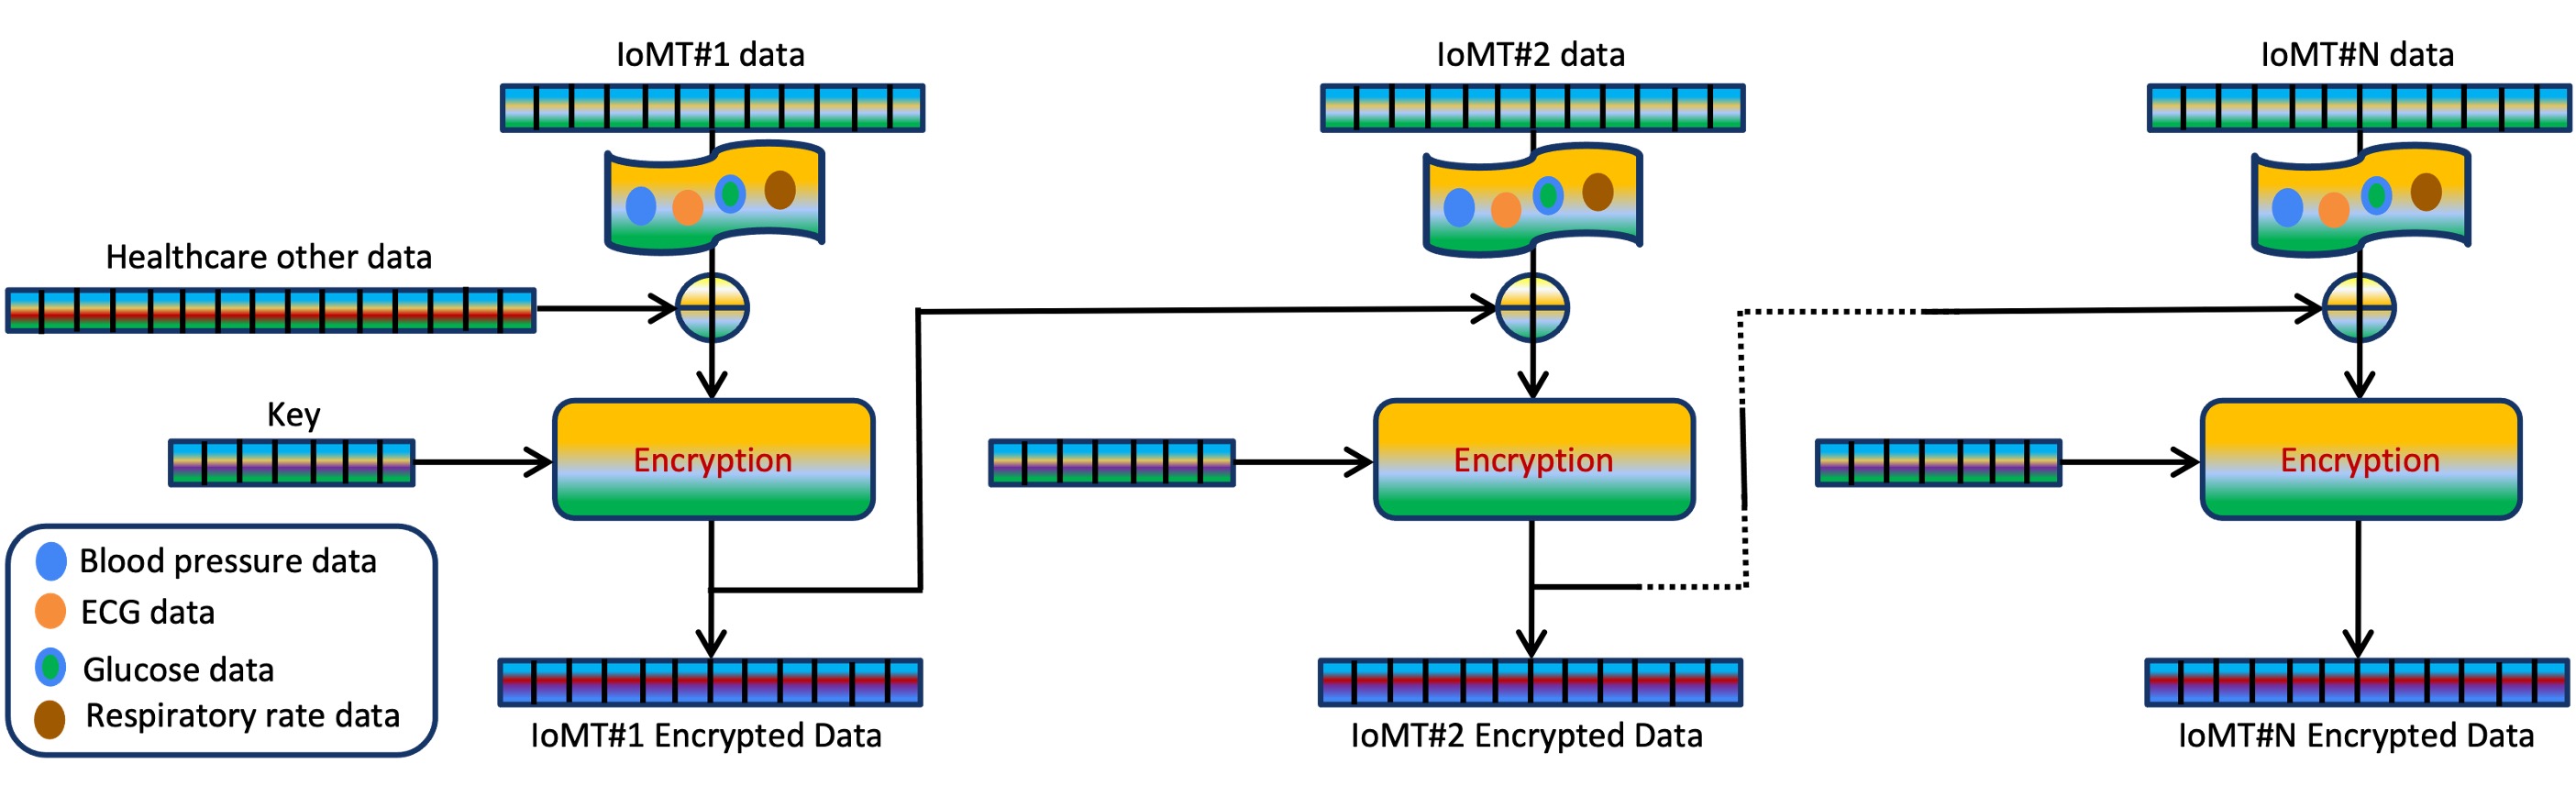 IoMT#1 data
IoMT#2 data
IoMT#N data
Healthcare other data
Key
Encryption
Encryption
Encryption
Blood pressure data
ECG data
Glucose data
Respiratory rate data
IoMT#1 Encrypted Data
IoMT#2 Encrypted Data
IoMT#N Encrypted Data